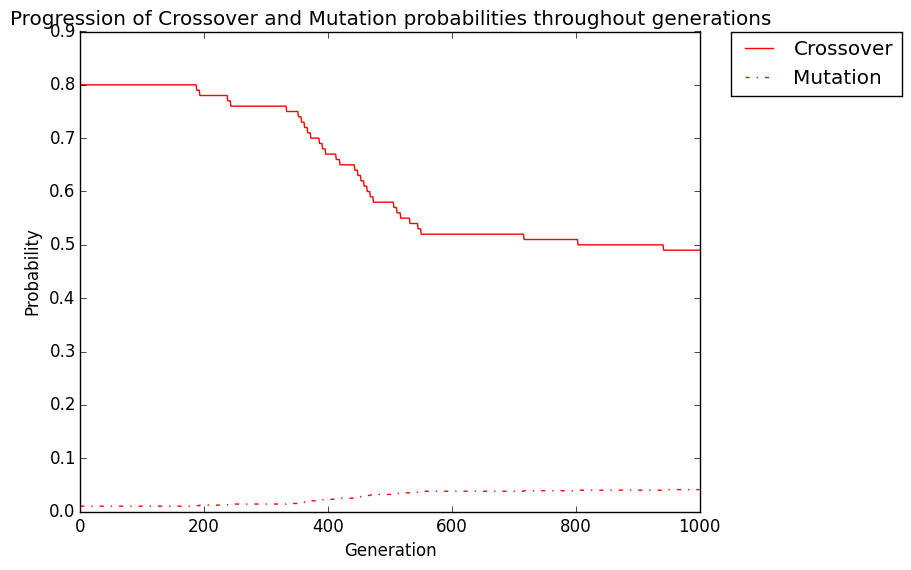 Progression of Crossover and Mutation probabilities throughout generations
0.9
0.8
0.7
0.6
0.5
0.4
0.3
0.2
0.1
0.0
Probability
0 200 400 600 800 1000
Generation
Crossover
Mutation